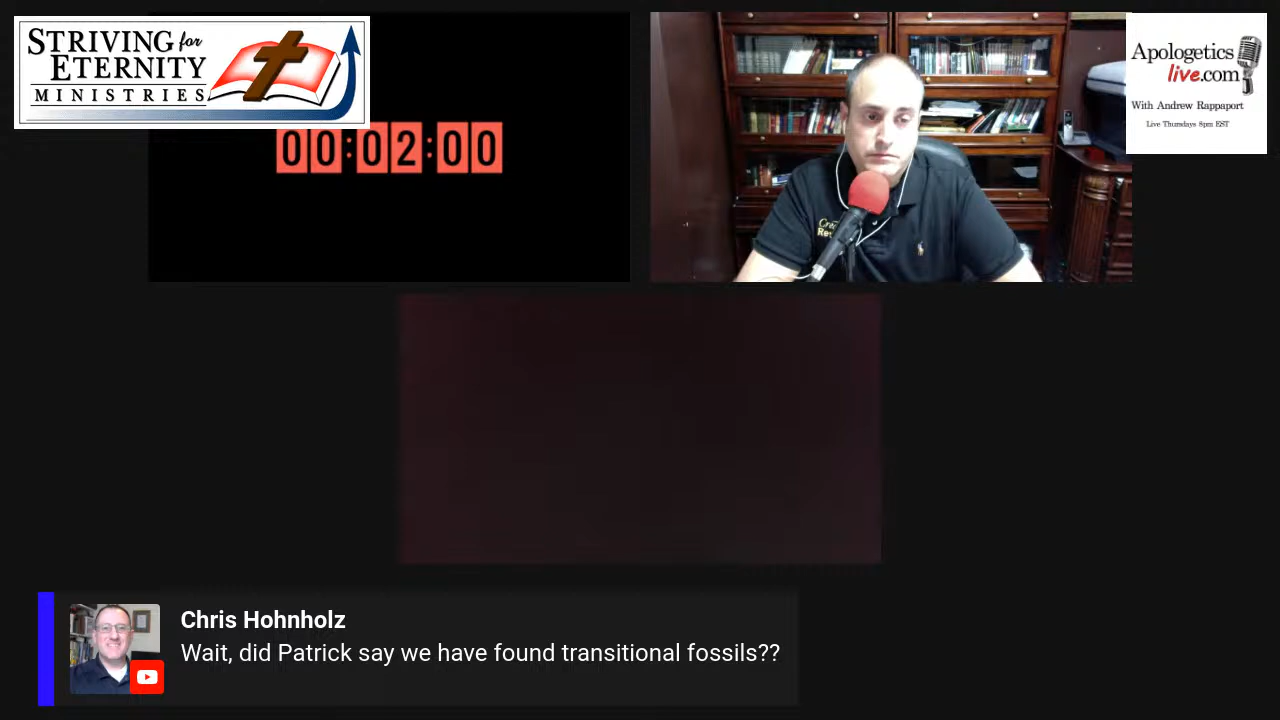 STRIVING for
ETERNITY
MINISTRIES
00:02:00
Apologetics
live.com
With Andrew Rappaport
Live Thursdays 8pm EST
Chris Hohnholz
Wait, did Patrick say we have found transitional fossils??